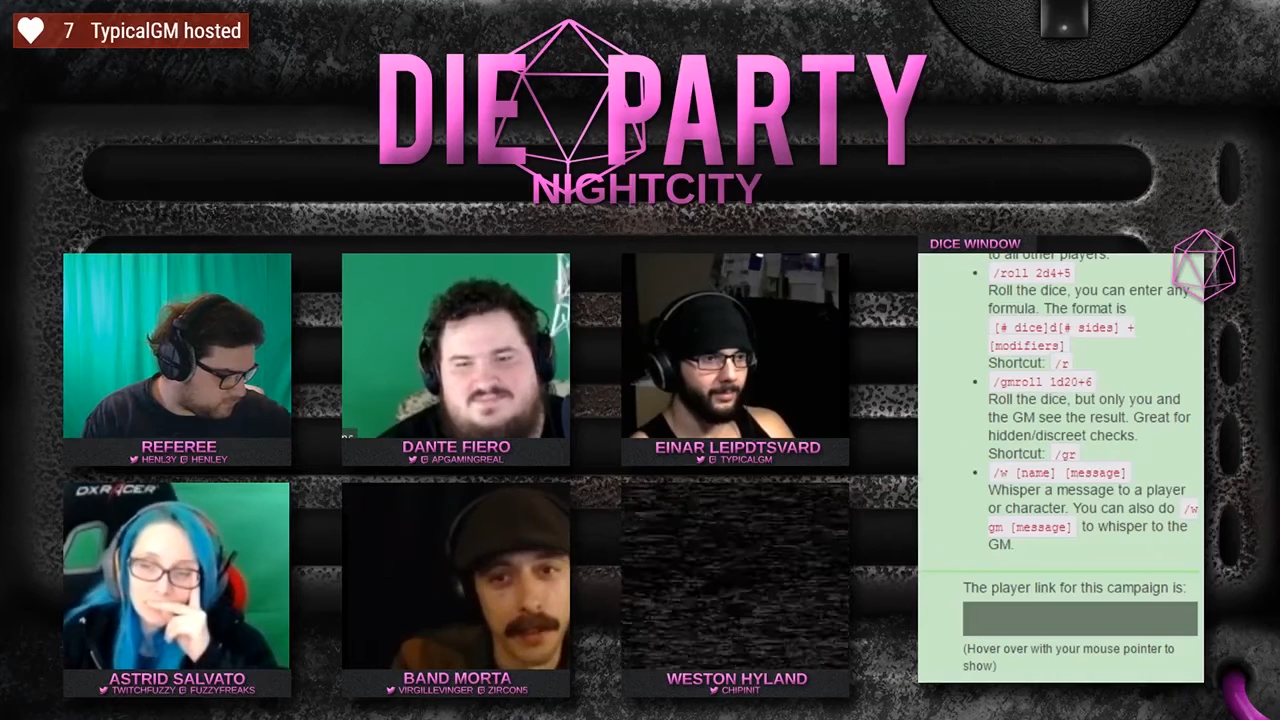 7 TypicalGM hosted
DIE PARTY
NIGHTCITY
DICE WINDOW
to all other players.
/roll 2d4+5
Roll the dice, you can enter any
formula. The format is
[# dice]d[# sides] +
[modifiers]
Shortcut: /r
/gmroll 1d20+6
Roll the dice, but only you and
the GM see the result. Great for
hidden/discreet checks.
Shortcut: /gr
/w [name] [message]
Whisper a message to a player
or character. You can also do /w
gm [message] to whisper to the
GM.
The player link for this campaign is:
(Hover over with your mouse pointer to
show)
REFEREE
HENL3Y HENLEY
DANTE FIERO
APGAMINGREAL
EINAR LEIPDTSVARD
TYPICALGM
DXRACER
ASTRID SALVATO
TWITCHFUZZY FUZZYFREAKS
BAND MORTA
VIRGILLEVINGER ZIRCON5
WESTON HYLAND
CHIPINIT